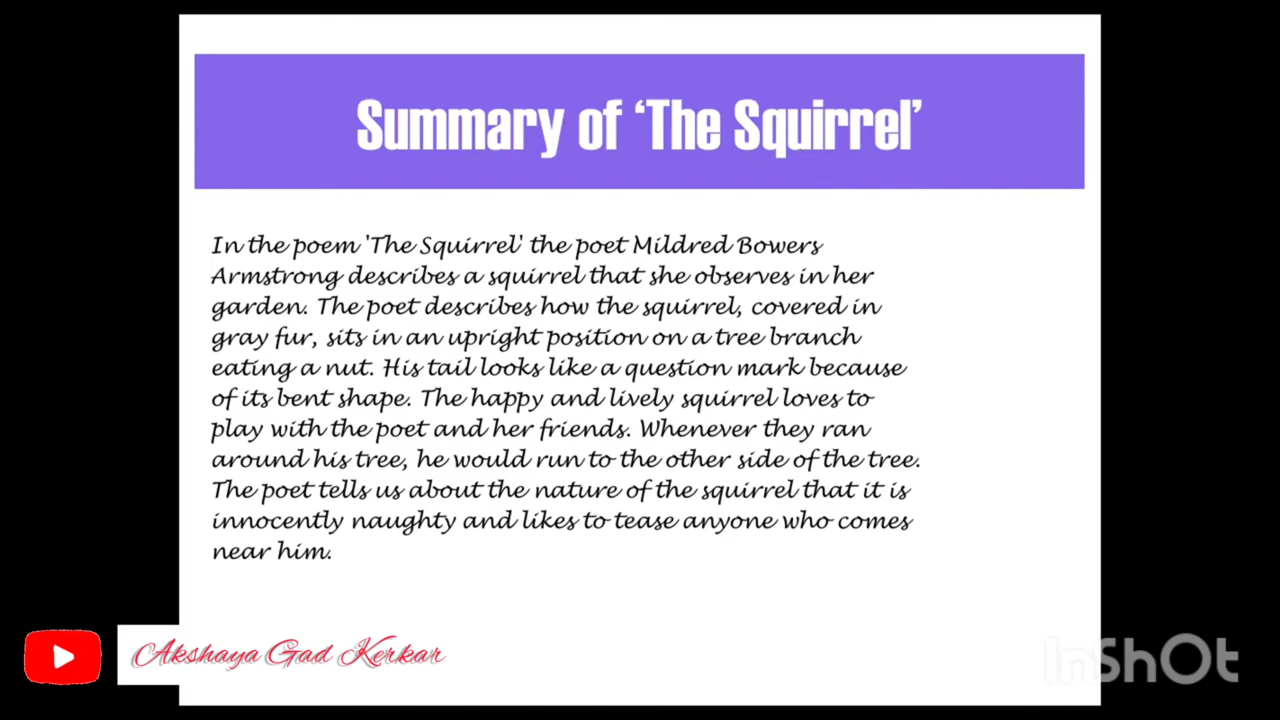 Summary of ‘The Squirrel’
In the poem 'The Squirrel' the poet Mildred Bowers
Armstrong describes a squirrel that she observes in her
garden. The poet describes how the squirrel, covered in
gray fur, sits in an upright position on a tree branch
eating a nut. His tail looks like a question mark because
of its bent shape. The happy and lively squirrel loves to
play with the poet and her friends. Whenever they ran
around his tree, he would run to the other side of the tree.
The poet tells us about the nature of the squirrel that it is
innocently naughty and likes to tease anyone who comes
near him.
Akshaya Gad Kerkar
InShOt